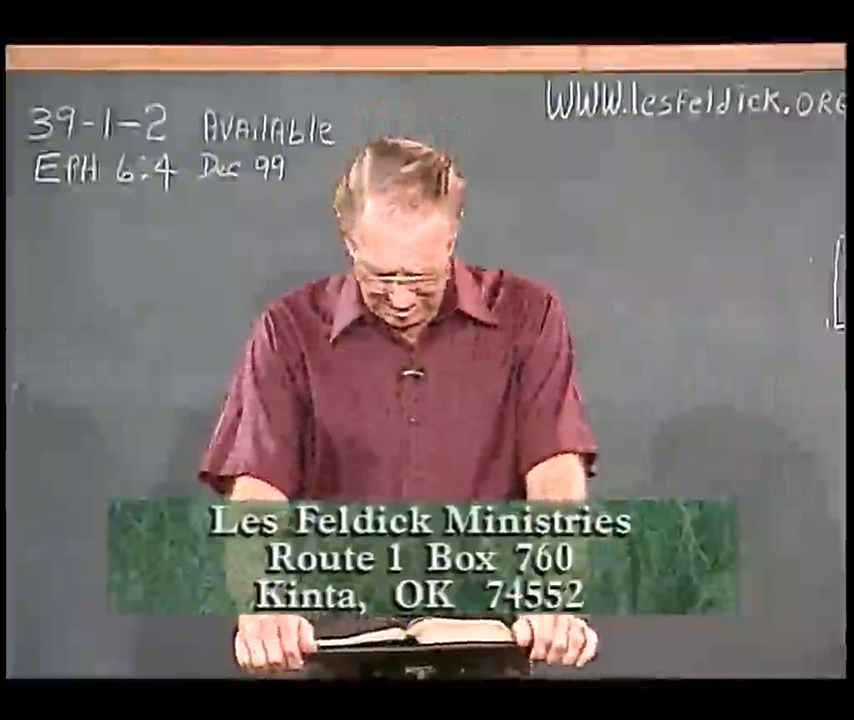 39-1-2 AVAILABLE
EPH 6:4 Dec 99
WWW.lesfeldick.ORG
Les Feldick Ministries
Route 1 Box 760
Kinta, OK 74552